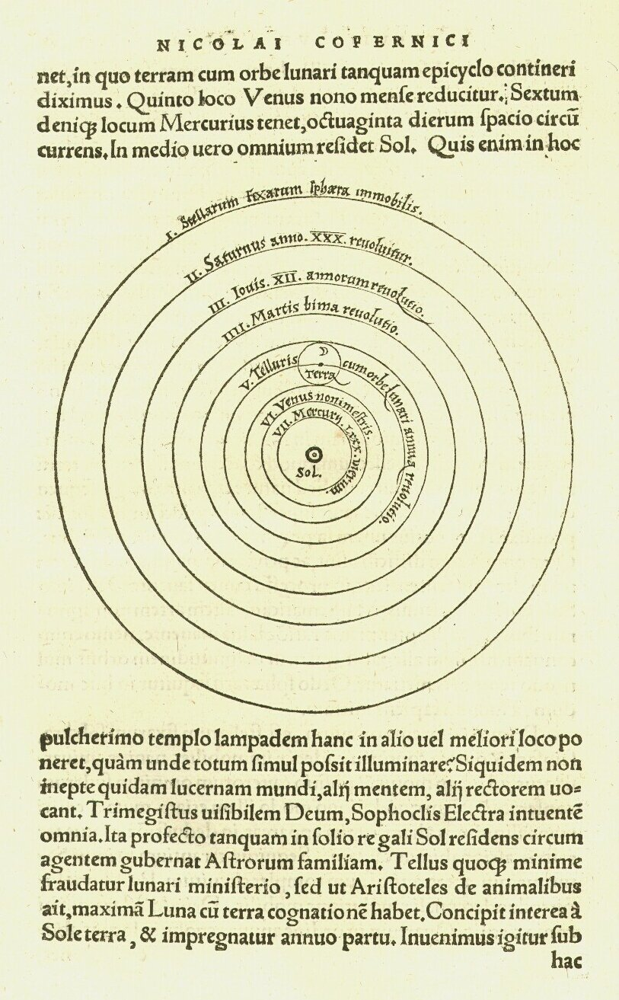 NICOLAI COPERNICI
net, in quo terram cum orbe lunari tanquam epicyclo contineri
diximus. Quinto loco Venus nono menſe reducitur. Sextum
deniqꝫ locum Mercurius tenet, octuaginta dierum ſpacio circū
currens. In medio uero omnium reſidet Sol. Quis enim in hoc
I. Stellarum fixarum ſphæra immobilis.
II. Saturnus anno. XXX. reuoluitur.
III. Iouis. XII. annorum reuolutio.
IIII. Martis bima reuolutio.
V. Telluris cum orbe lunari annua reuolutio.
Terra
VI. Venus nonimeſtris.
VII. Mercurij. LXXX. dierum.
Sol.
pulcherimo templo lampadem hanc in alio uel meliori loco po
neret, quàm unde totum ſimul poſsit illuminare? Siquidem non
inepte quidam lucernam mundi, alij mentem, alij rectorem uo⸗
cant. Trimegiſtus uiſibilem Deum, Sophoclis Electra intuentē
omnia. Ita profecto tanquam in ſolio re gali Sol reſidens circum
agentem gubernat Aſtrorum familiam. Tellus quoqꝫ minime
fraudatur lunari miniſterio, ſed ut Ariſtoteles de animalibus
ait, maximā Luna cū terra cognationē habet. Concipit interea à
Sole terra, & impregnatur annuo partu. Inuenimus igitur ſub
hac